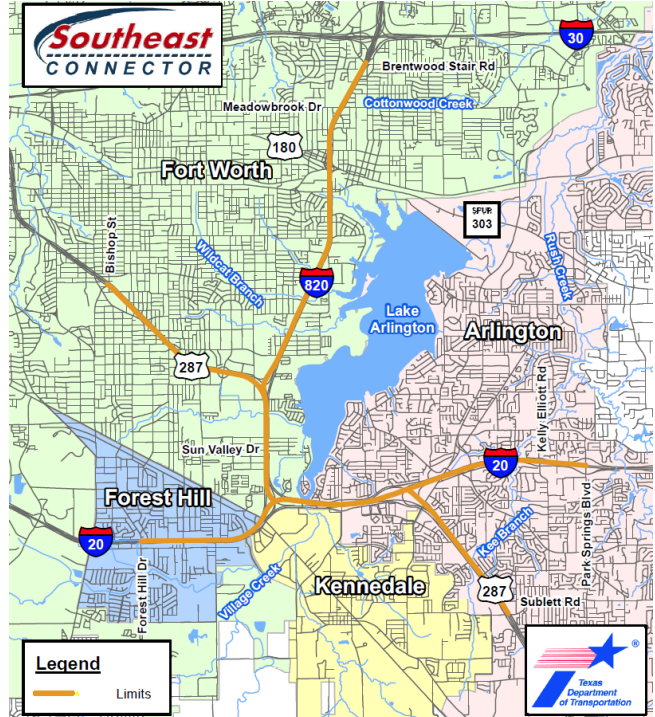 Southeast
CONNECTOR
30
Brentwood Stair Rd
Cottonwood Creek
Meadowbrook Dr
180
Fort Worth
SPUR
303
Bishop St
Wildcat Branch
Rush Creek
820
Lake
Arlington
Arlington
287
Kelly Elliott Rd
Sun Valley Dr
20
Forest Hill
Park Springs Blvd
20
Kee Branch
Forest Hill Dr
Village Creek
Kennedale
287
Sublett Rd
Legend
Limits
®
Texas
Department
of Transportation